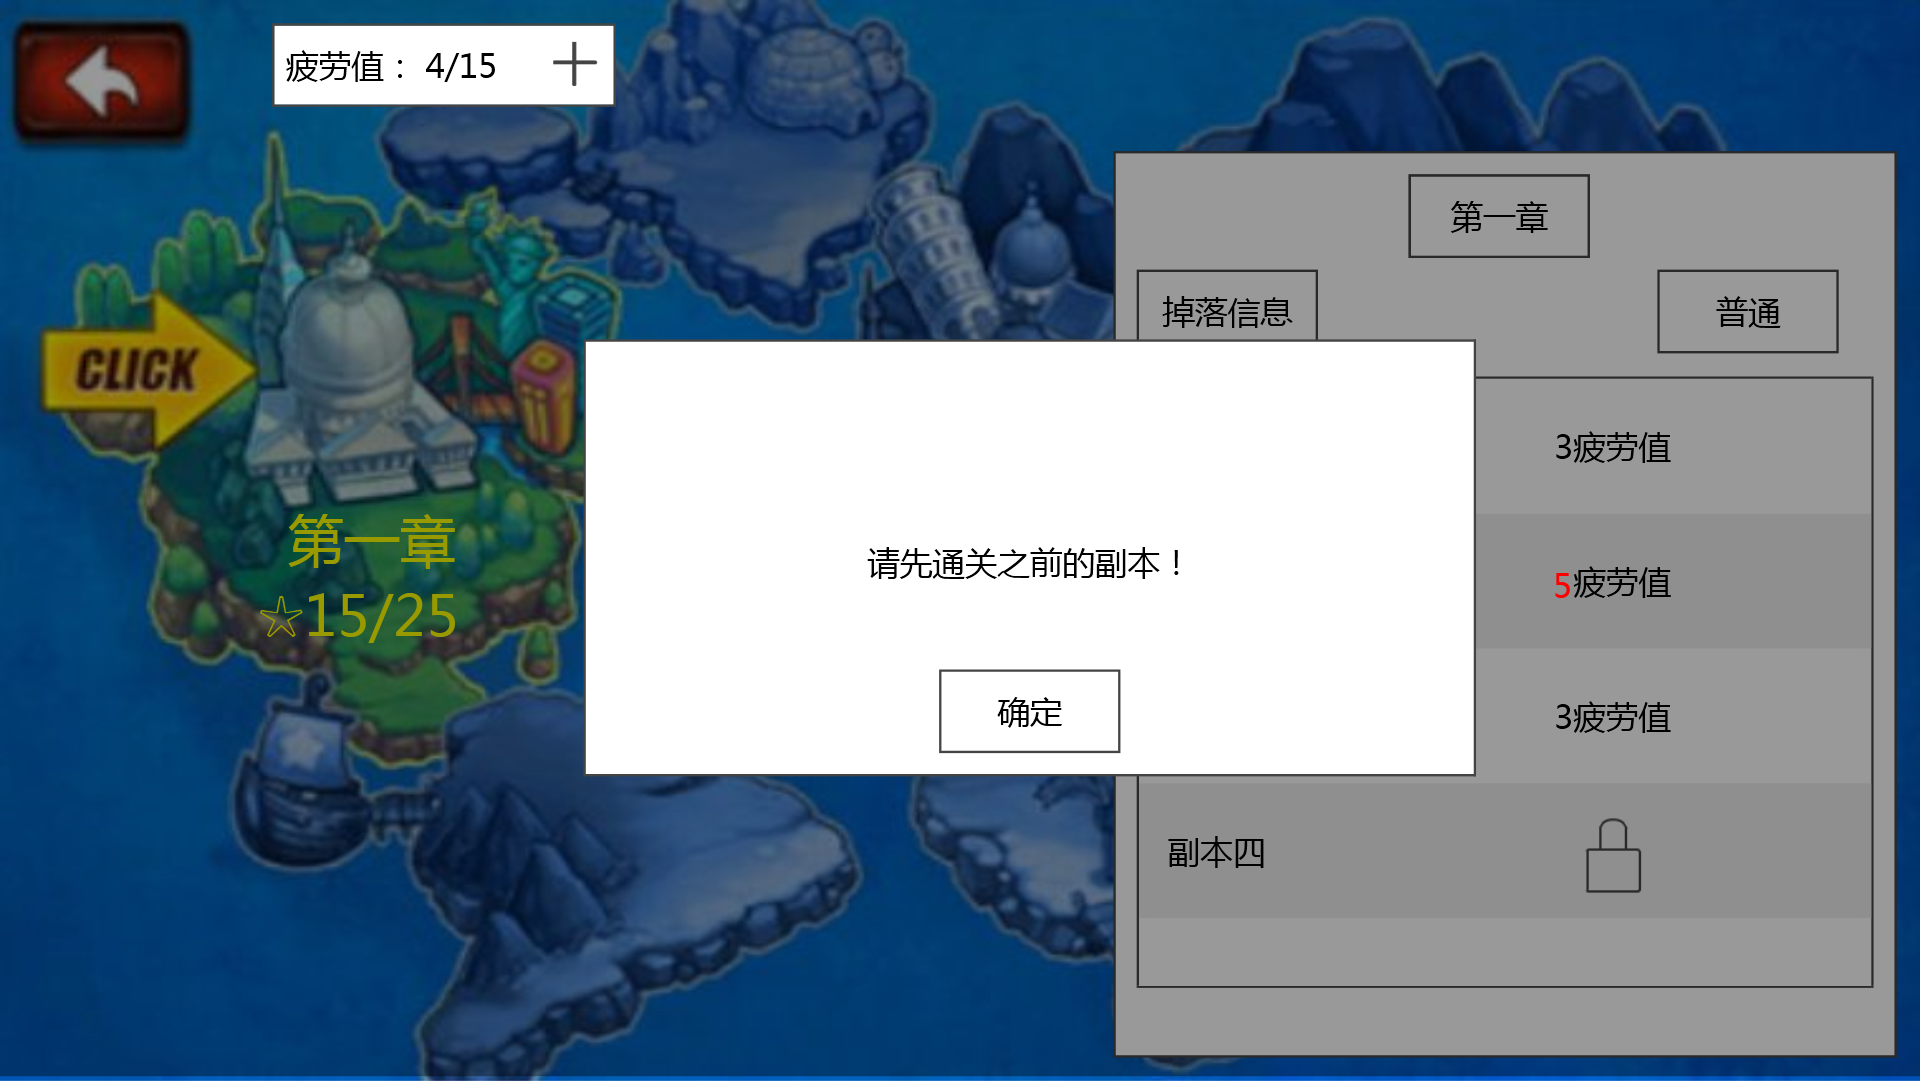 疲劳值： 4/15
第一章
掉落信息
普通
CLICK
3疲劳值
5疲劳值
3疲劳值
请先通关之前的副本！
确定
第一章
☆15/25
副本四